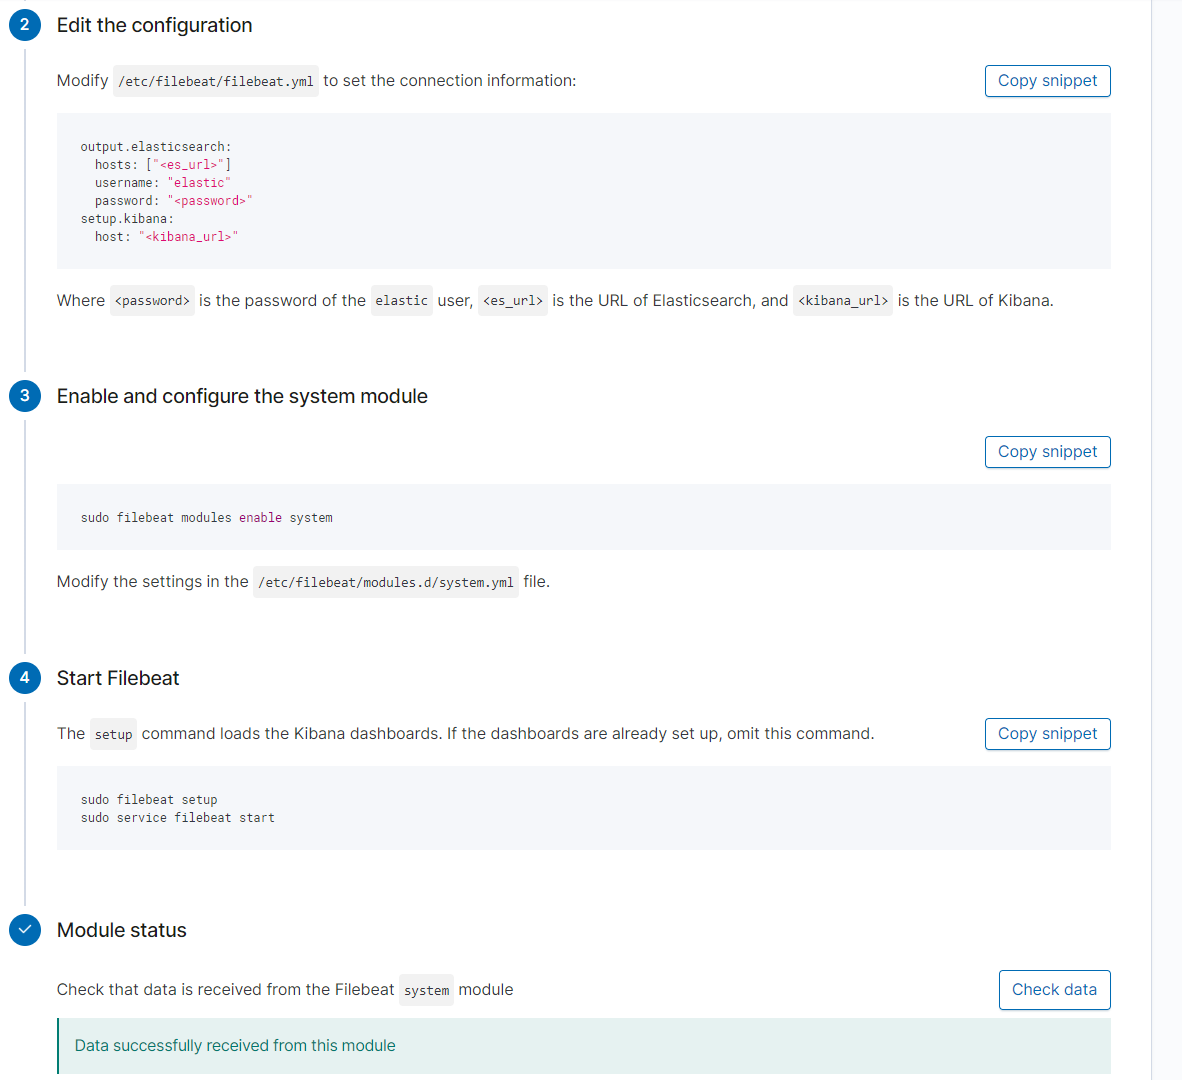 2 Edit the configuration
Modify /etc/filebeat/filebeat.yml to set the connection information:
Copy snippet
output.elasticsearch:
  hosts: ["<es_url>"]
  username: "elastic"
  password: "<password>"
setup.kibana:
  host: "<kibana_url>"
Where <password> is the password of the elastic user, <es_url> is the URL of Elasticsearch, and <kibana_url> is the URL of Kibana.
3 Enable and configure the system module
Copy snippet
sudo filebeat modules enable system
Modify the settings in the /etc/filebeat/modules.d/system.yml file.
4 Start Filebeat
The setup command loads the Kibana dashboards. If the dashboards are already set up, omit this command.
Copy snippet
sudo filebeat setup
sudo service filebeat start
Module status
Check that data is received from the Filebeat system module
Check data
Data successfully received from this module